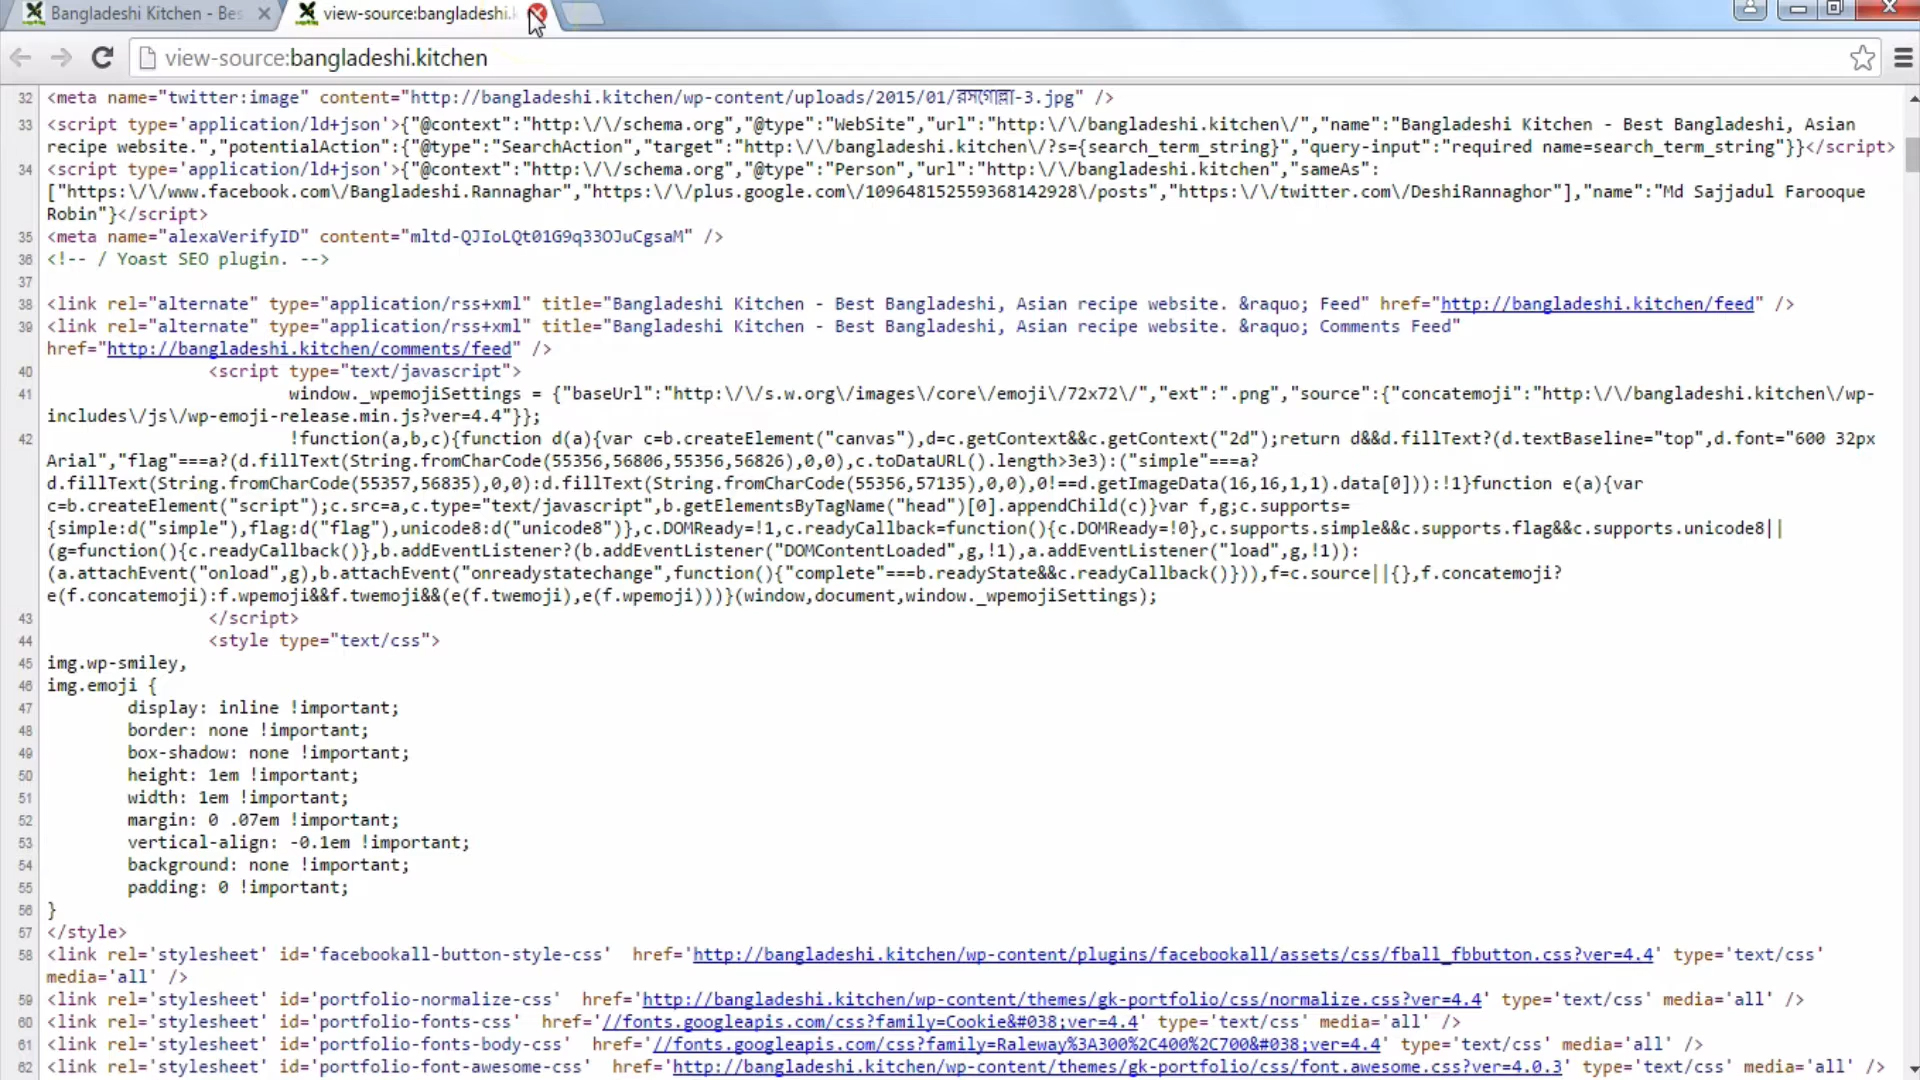 Bangladeshi Kitchen - Bes
view-source:bangladeshi.
view-source:bangladeshi.kitchen
32 <meta name="twitter:image" content="http://bangladeshi.kitchen/wp-content/uploads/2015/01/রসগোল্লা-3.jpg" />
33 <script type='application/ld+json'>{"@context":"http:\/\/schema.org","@type":"WebSite","url":"http:\/\/bangladeshi.kitchen\/","name":"Bangladeshi Kitchen - Best Bangladeshi, Asian
recipe website.","potentialAction":{"@type":"SearchAction","target":"http:\/\/bangladeshi.kitchen\/?s={search_term_string}","query-input":"required name=search_term_string"}}</script>
34 <script type='application/ld+json'>{"@context":"http:\/\/schema.org","@type":"Person","url":"http:\/\/bangladeshi.kitchen","sameAs":
["https:\/\/www.facebook.com\/Bangladeshi.Rannaghar","https:\/\/plus.google.com\/109648152559368142928\/posts","https:\/\/twitter.com\/DeshiRannaghor"],"name":"Md Sajjadul Farooque
Robin"}</script>
35 <meta name="alexaVerifyID" content="mltd-QJIoLQt01G9q33OJuCgsaM" />
36 <!-- / Yoast SEO plugin. -->
37
38 <link rel="alternate" type="application/rss+xml" title="Bangladeshi Kitchen - Best Bangladeshi, Asian recipe website. &raquo; Feed" href="http://bangladeshi.kitchen/feed" />
39 <link rel="alternate" type="application/rss+xml" title="Bangladeshi Kitchen - Best Bangladeshi, Asian recipe website. &raquo; Comments Feed"
href="http://bangladeshi.kitchen/comments/feed" />
40 <script type="text/javascript">
41 window._wpemojiSettings = {"baseUrl":"http:\/\/s.w.org\/images\/core\/emoji\/72x72\/","ext":".png","source":{"concatemoji":"http:\/\/bangladeshi.kitchen\/wp-
includes\/js\/wp-emoji-release.min.js?ver=4.4"}};
42 !function(a,b,c){function d(a){var c=b.createElement("canvas"),d=c.getContext&&c.getContext("2d");return d&&d.fillText?(d.textBaseline="top",d.font="600 32px
Arial","flag"===a?(d.fillText(String.fromCharCode(55356,56806,55356,56826),0,0),c.toDataURL().length>3e3):("simple"===a?
d.fillText(String.fromCharCode(55357,56835),0,0):d.fillText(String.fromCharCode(55356,57135),0,0),0!==d.getImageData(16,16,1,1).data[0])):!1}function e(a){var
c=b.createElement("script");c.src=a,c.type="text/javascript",b.getElementsByTagName("head")[0].appendChild(c)}var f,g;c.supports=
{simple:d("simple"),flag:d("flag"),unicode8:d("unicode8")},c.DOMReady=!1,c.readyCallback=function(){c.DOMReady=!0},c.supports.simple&&c.supports.flag&&c.supports.unicode8||
(g=function(){c.readyCallback()},b.addEventListener?(b.addEventListener("DOMContentLoaded",g,!1),a.addEventListener("load",g,!1)):
(a.attachEvent("onload",g),b.attachEvent("onreadystatechange",function(){"complete"===b.readyState&&c.readyCallback()})),f=c.source||{},f.concatemoji?
e(f.concatemoji):f.wpemoji&&f.twemoji&&(e(f.twemoji),e(f.wpemoji)))}(window,document,window._wpemojiSettings);
43 </script>
44 <style type="text/css">
45 img.wp-smiley,
46 img.emoji {
47 display: inline !important;
48 border: none !important;
49 box-shadow: none !important;
50 height: 1em !important;
51 width: 1em !important;
52 margin: 0 .07em !important;
53 vertical-align: -0.1em !important;
54 background: none !important;
55 padding: 0 !important;
56 }
57 </style>
58 <link rel='stylesheet' id='facebookall-button-style-css' href='http://bangladeshi.kitchen/wp-content/plugins/facebookall/assets/css/fball_fbbutton.css?ver=4.4' type='text/css'
media='all' />
59 <link rel='stylesheet' id='portfolio-normalize-css' href='http://bangladeshi.kitchen/wp-content/themes/gk-portfolio/css/normalize.css?ver=4.4' type='text/css' media='all' />
60 <link rel='stylesheet' id='portfolio-fonts-css' href='//fonts.googleapis.com/css?family=Cookie&#038;ver=4.4' type='text/css' media='all' />
61 <link rel='stylesheet' id='portfolio-fonts-body-css' href='//fonts.googleapis.com/css?family=Raleway%3A300%2C400%2C700&#038;ver=4.4' type='text/css' media='all' />
62 <link rel='stylesheet' id='portfolio-font-awesome-css' href='http://bangladeshi.kitchen/wp-content/themes/gk-portfolio/css/font.awesome.css?ver=4.0.3' type='text/css' media='all' />